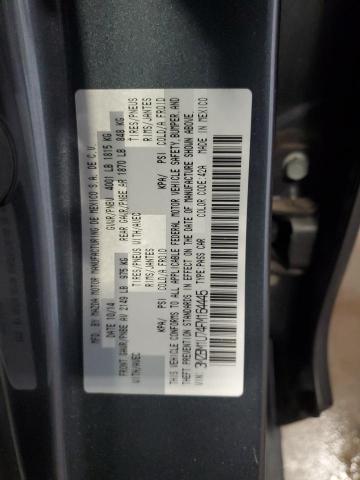 MFD. BY MAZDA MOTOR MANUFACTURING DE MEXICO S.A. DE C.V.
DATE 10/14 GVWR/PNBV 4001 LB 1815 KG
FRONT GAWR/PNBE AV 2149 LB 975 KG REAR GAWR/PNBE AR 1870 LB 848 KG
WITH/AVEC TIRES/PNEUS WITH/AVEC TIRES/PNEUS
RIMS/JANTES RIMS/JANTES
KPA/ PSI COLD/A FROID KPA/ PSI COLD/A FROID
THIS VEHICLE CONFORMS TO ALL APPLICABLE FEDERAL MOTOR VEHICLE SAFETY, BUMPER, AND
THEFT PREVENTION STANDARDS IN EFFECT ON THE DATE OF MANUFACTURE SHOWN ABOVE.
VIN: 3MZBM1U74FM164445 TYPE: PASS CAR COLOR CODE: 42A MADE IN MEXICO